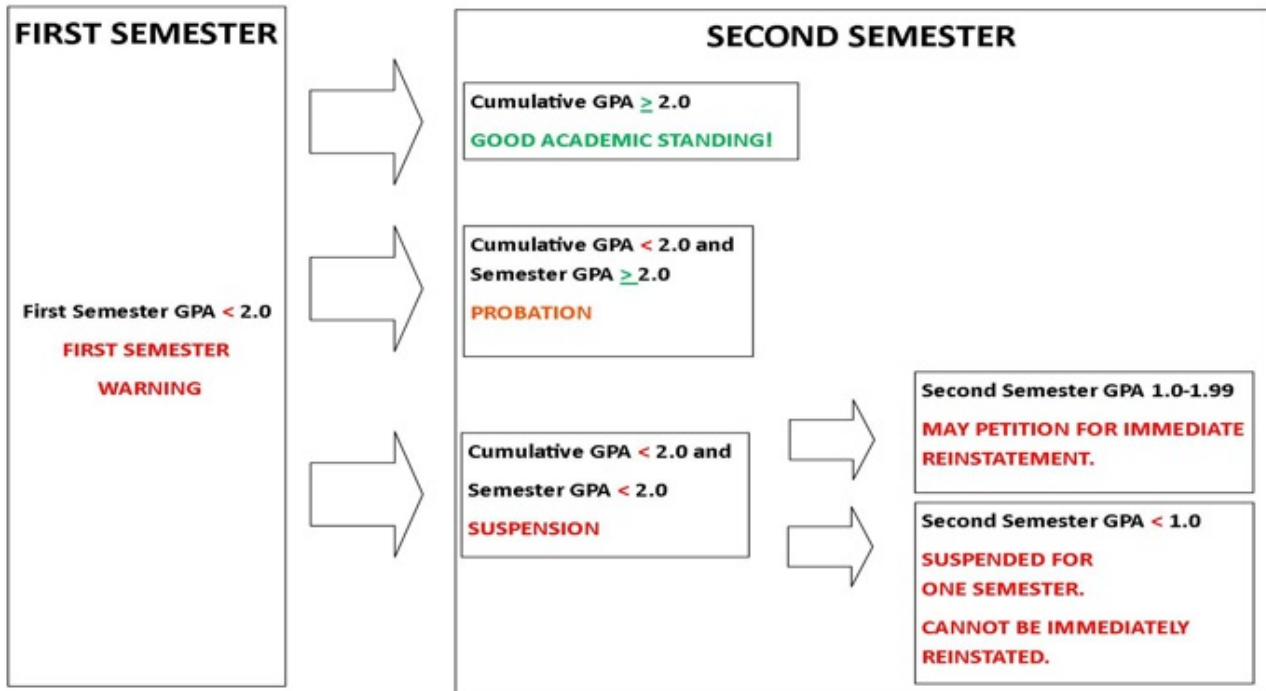 FIRST SEMESTER
First Semester GPA < 2.0
FIRST SEMESTER
WARNING
SECOND SEMESTER
Cumulative GPA ≥ 2.0
GOOD ACADEMIC STANDING!
Cumulative GPA < 2.0 and
Semester GPA ≥ 2.0
PROBATION
Cumulative GPA < 2.0 and
Semester GPA < 2.0
SUSPENSION
Second Semester GPA 1.0-1.99
MAY PETITION FOR IMMEDIATE
REINSTATEMENT.
Second Semester GPA < 1.0
SUSPENDED FOR
ONE SEMESTER.
CANNOT BE IMMEDIATELY
REINSTATED.